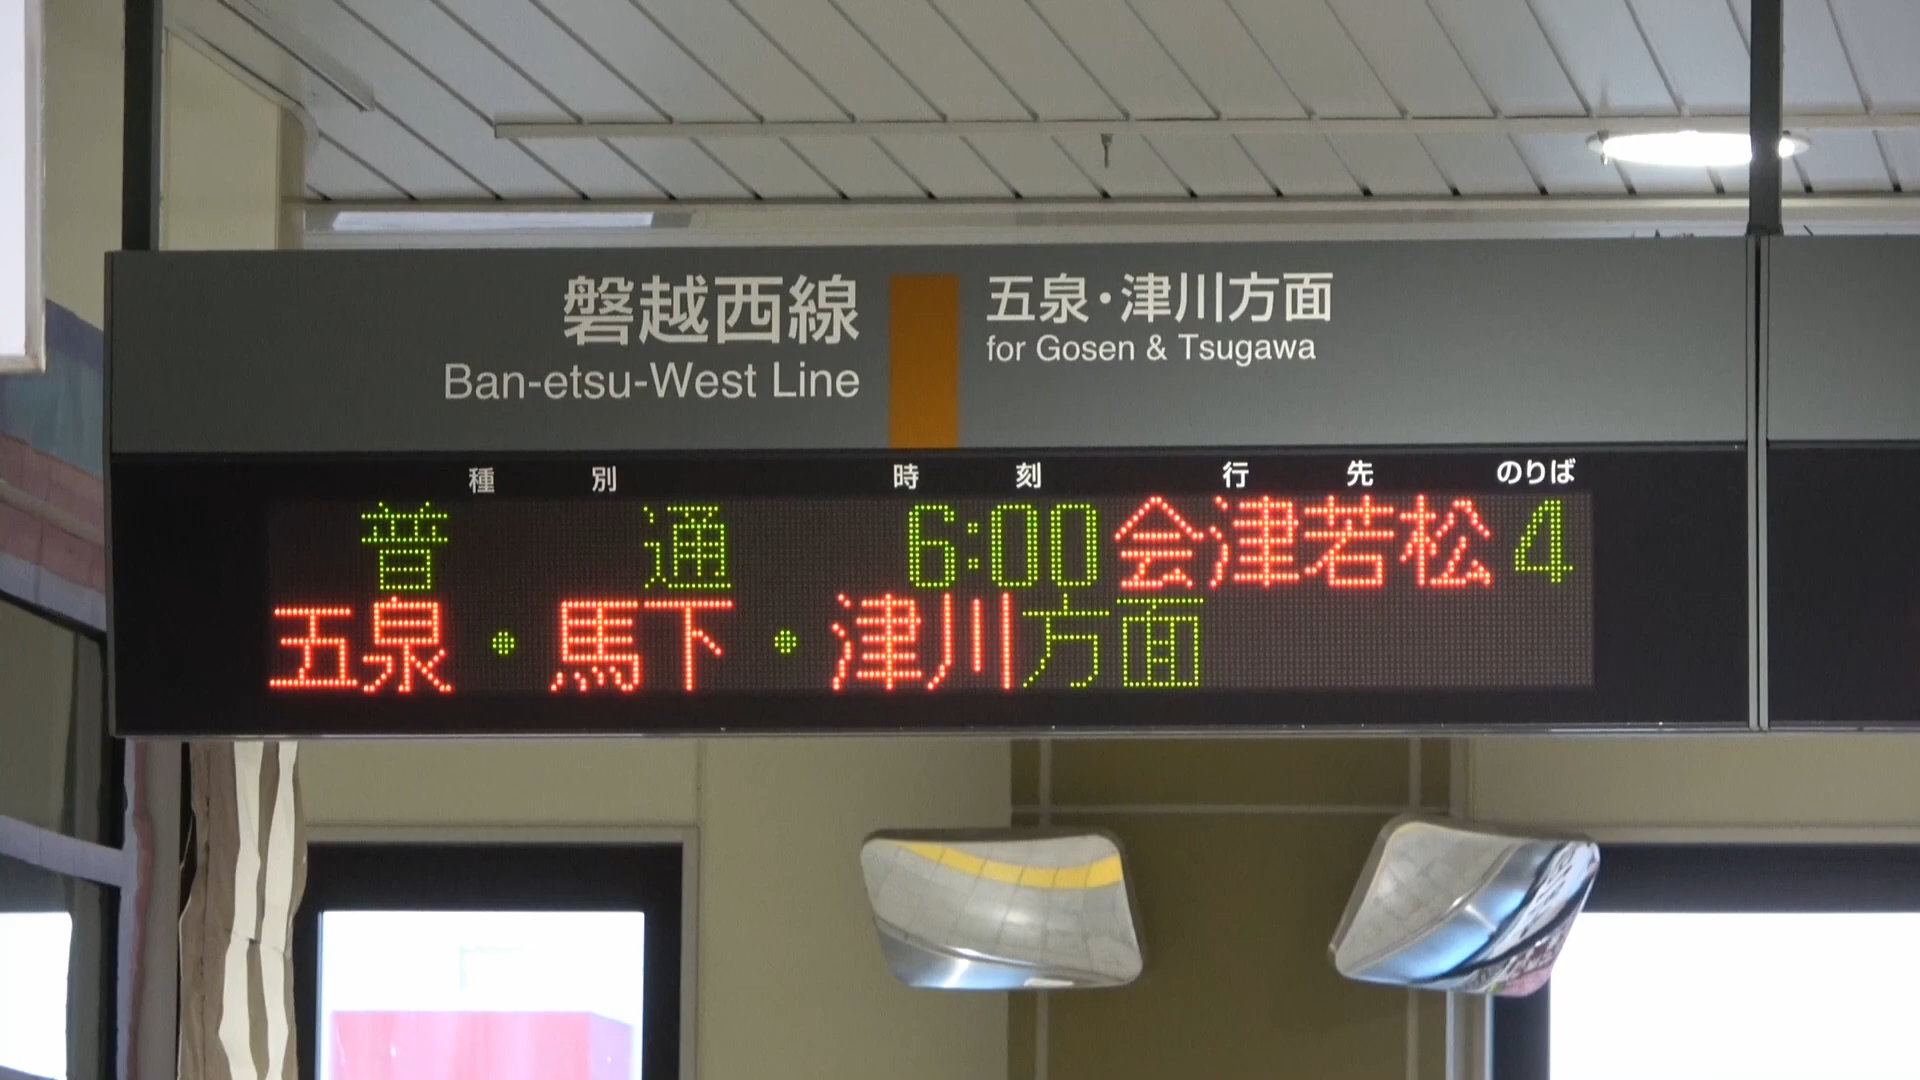 磐越西線
Ban-etsu-West Line
五泉・津川方面
for Gosen & Tsugawa
種別 時刻 行先 のりば
普通 6:00 会津若松 4
五泉・馬下・津川方面